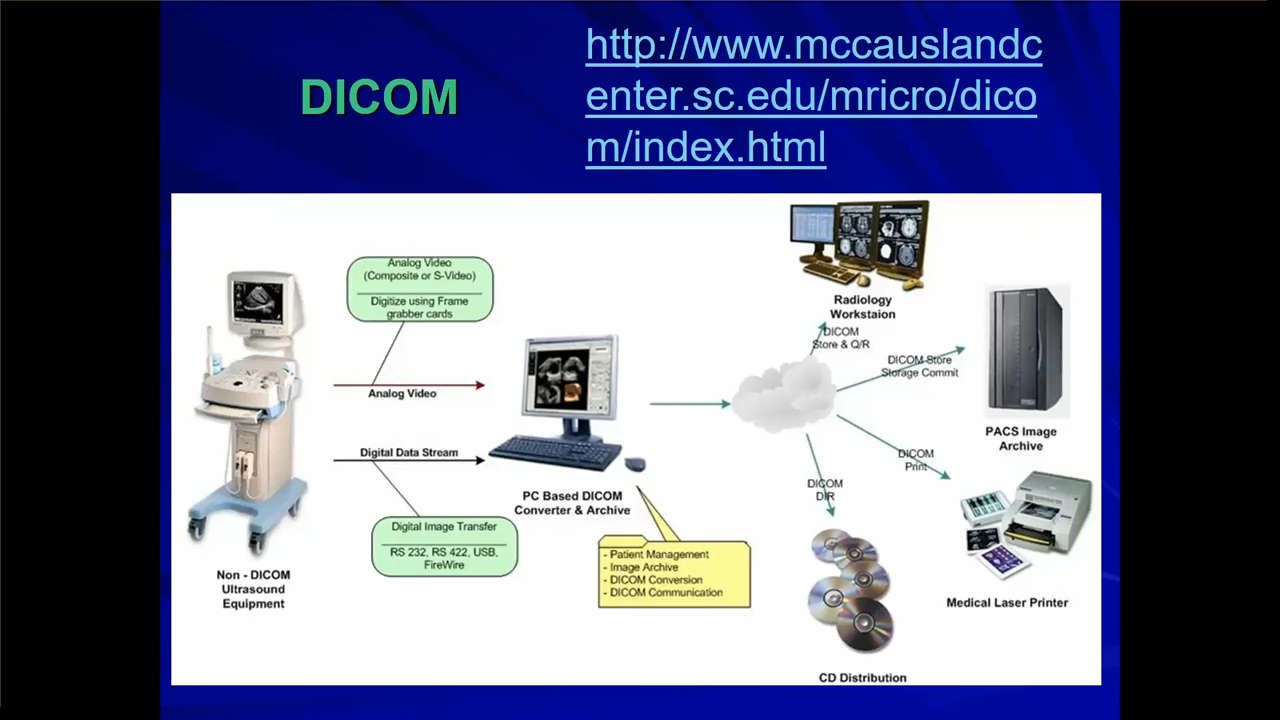 DICOM
http://www.mccauslandc
enter.sc.edu/mricro/dico
m/index.html
Analog Video
(Composite or S-Video)
Digitize using Frame
grabber cards
Analog Video
Digital Data Stream
Digital Image Transfer
RS 232, RS 422, USB,
FireWire
Non - DICOM
Ultrasound
Equipment
PC Based DICOM
Converter & Archive
- Patient Management
- Image Archive
- DICOM Conversion
- DICOM Communication
Radiology
Workstaion
DICOM
Store & Q/R
DICOM Store
Storage Commit
PACS Image
Archive
DICOM
Print
DICOM
DIR
Medical Laser Printer
CD Distribution